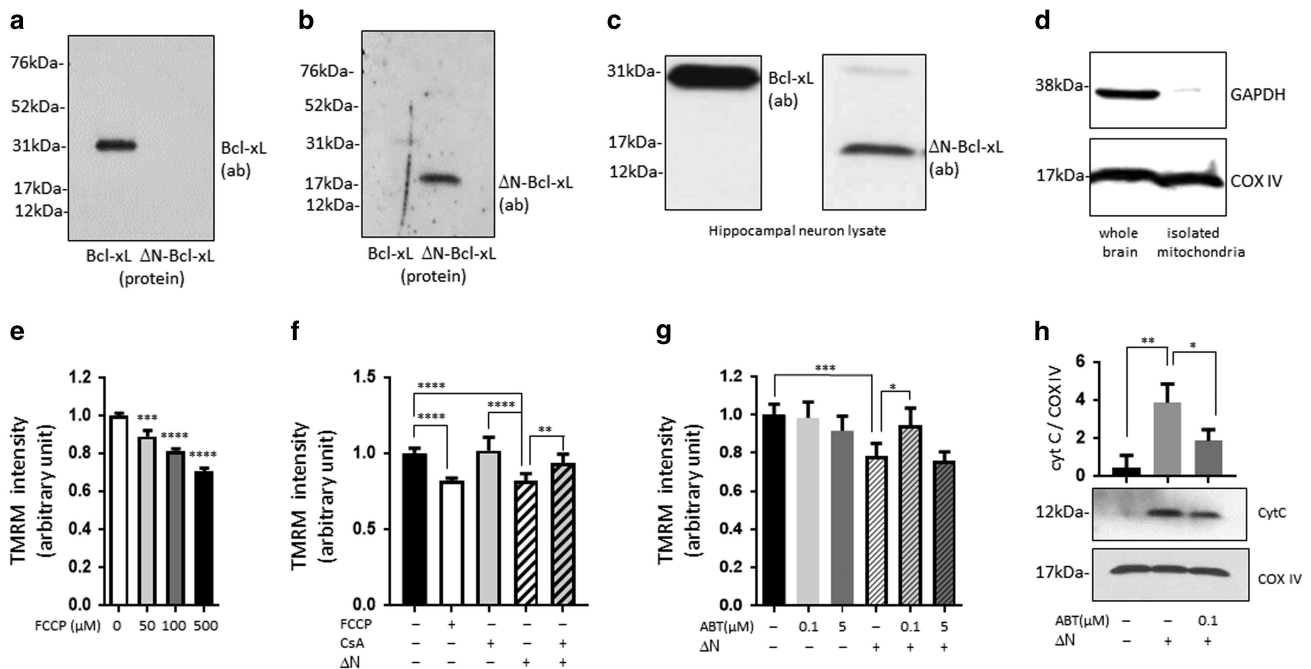 a
76kDa-
52kDa-
31kDa-
17kDa-
12kDa-
Bcl-xL
(ab)
Bcl-xL ΔN-Bcl-xL
(protein)
b
76kDa-
52kDa-
31kDa-
17kDa-
12kDa-
ΔN-Bcl-xL
(ab)
Bcl-xL ΔN-Bcl-xL
(protein)
c
31kDa-
17kDa-
12kDa-
Bcl-xL
(ab)
ΔN-Bcl-xL
(ab)
Hippocampal neuron lysate
d
38kDa-
GAPDH
17kDa-
COX IV
whole brain
isolated mitochondria
e
TMRM intensity
(arbitrary unit)
1.2
1.0
0.8
0.6
0.4
0.2
0.0
***
****
****
FCCP (μM) 0 50 100 500
f
TMRM intensity
(arbitrary unit)
1.5
1.0
0.5
0.0
****
****
****
**
FCCP – + – – –
CsA – – + – +
ΔN – – – + +
g
TMRM intensity
(arbitrary unit)
1.2
1.0
0.8
0.6
0.4
0.2
0.0
***
*
ABT(μM) – 0.1 5 – 0.1 5
ΔN – – – + + +
h
cyt C / COX IV
6
4
2
0
**
*
12kDa-
CytC
17kDa-
COX IV
ABT(μM) – – 0.1
ΔN – + +